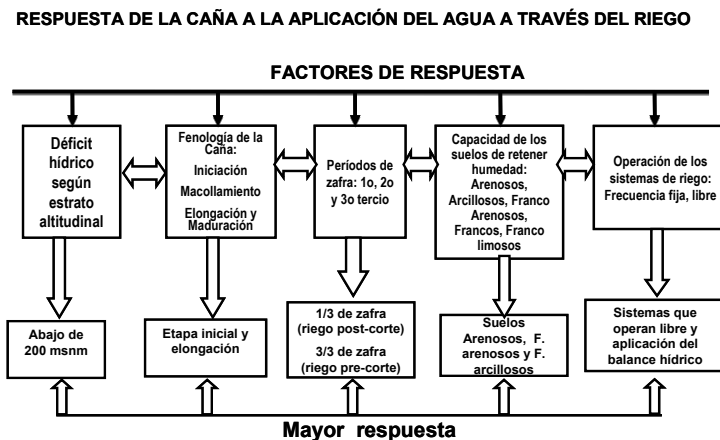 RESPUESTA DE LA CAÑA A LA APLICACIÓN DEL AGUA A TRAVÉS DEL RIEGO
FACTORES DE RESPUESTA
Déficit
hídrico
según
estrato
altitudinal
Fenología de la
Caña:
Iniciación
Macollamiento
Elongación y
Maduración
Períodos de
zafra: 1o, 2o
y 3o tercio
Capacidad de los
suelos de retener
humedad:
Arenosos,
Arcillosos, Franco
Arenosos,
Francos, Franco
limosos
Operación de los
sistemas de riego:
Frecuencia fija, libre
Abajo de
200 msnm
Etapa inicial y
elongación
1/3 de zafra
(riego post-corte)
3/3 de zafra
(riego pre-corte)
Suelos
Arenosos, F.
arenosos y F.
arcillosos
Sistemas que
operan libre y
aplicación del
balance hídrico
Mayor respuesta